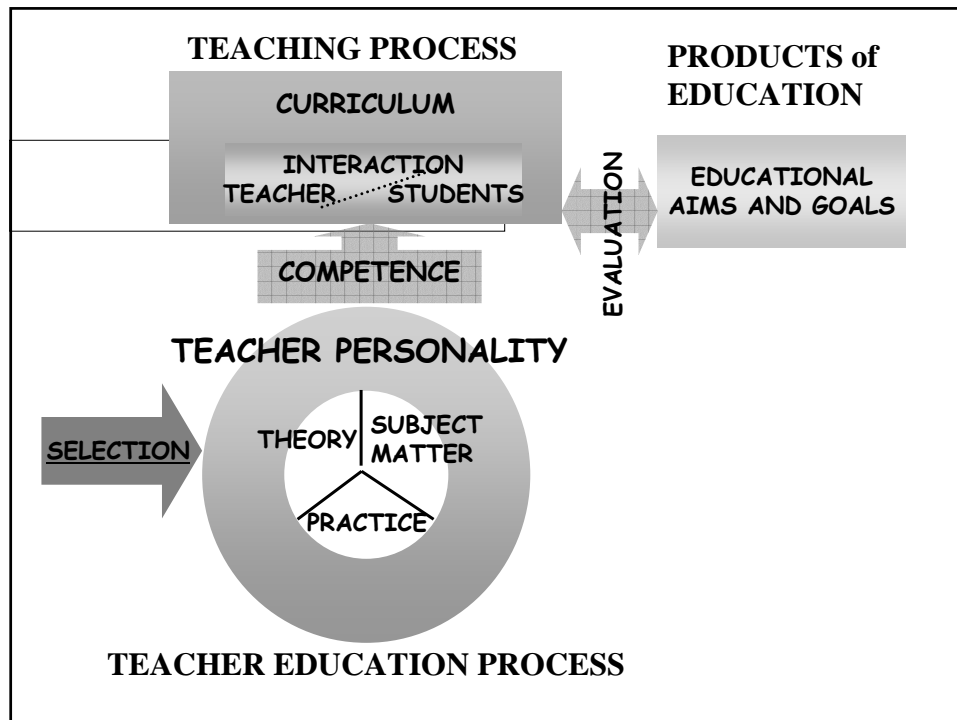 TEACHING PROCESS
PRODUCTS of
EDUCATION
CURRICULUM
INTERACTION
TEACHER STUDENTS
EVALUATION
EDUCATIONAL
AIMS AND GOALS
COMPETENCE
TEACHER PERSONALITY
SELECTION
THEORY
SUBJECT
MATTER
PRACTICE
TEACHER EDUCATION PROCESS